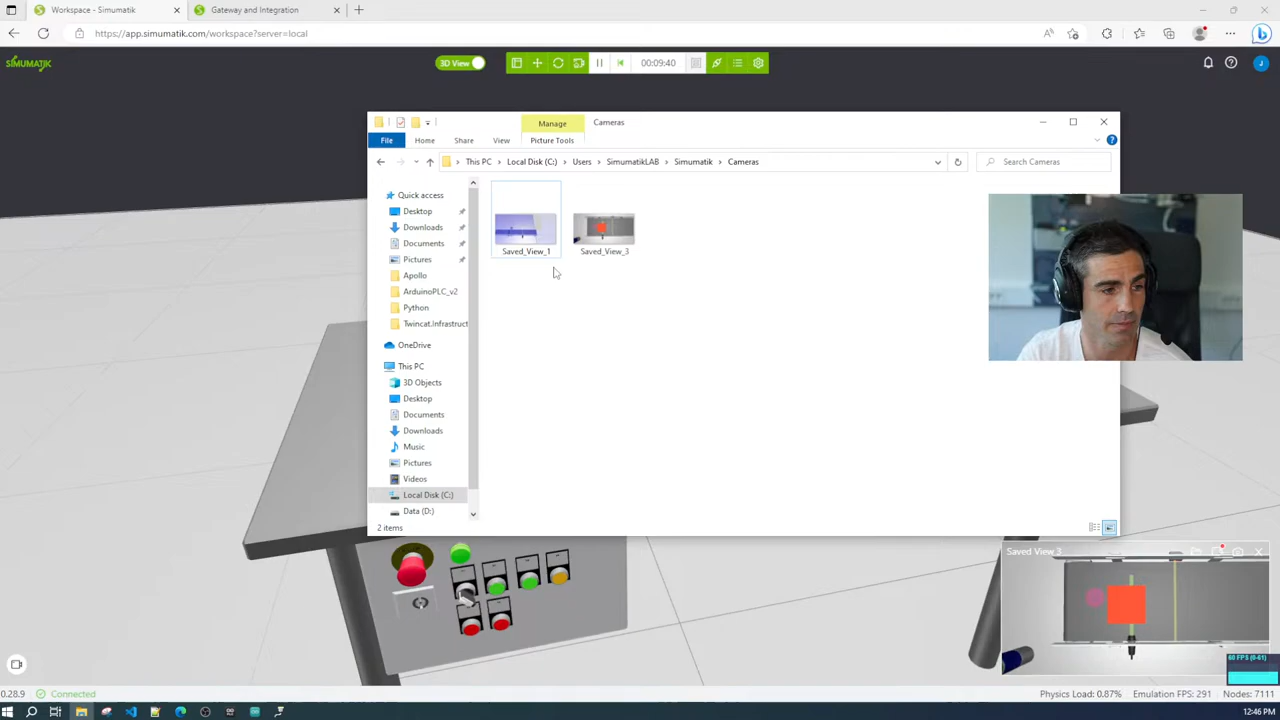 Workspace - Simumatik
Gateway and Integration
https://app.simumatik.com/workspace?server=local
SIMUMATIK
3D View
00:09:40
J
Manage
Cameras
File
Home
Share
View
Picture Tools
This PC
Local Disk (C:)
Users
SimumatikLAB
Simumatik
Cameras
Search Cameras
Quick access
Desktop
Downloads
Documents
Pictures
Apollo
ArduinoPLC_v2
Python
Twincat.Infrastruct
OneDrive
This PC
3D Objects
Desktop
Documents
Downloads
Music
Pictures
Videos
Local Disk (C:)
Data (D:)
Saved_View_1
Saved_View_3
2 items
Saved View 3
60 FPS (0-61)
0.28.9
Connected
Physics Load: 0.87%
Emulation FPS: 291
Nodes: 7111
12:46 PM